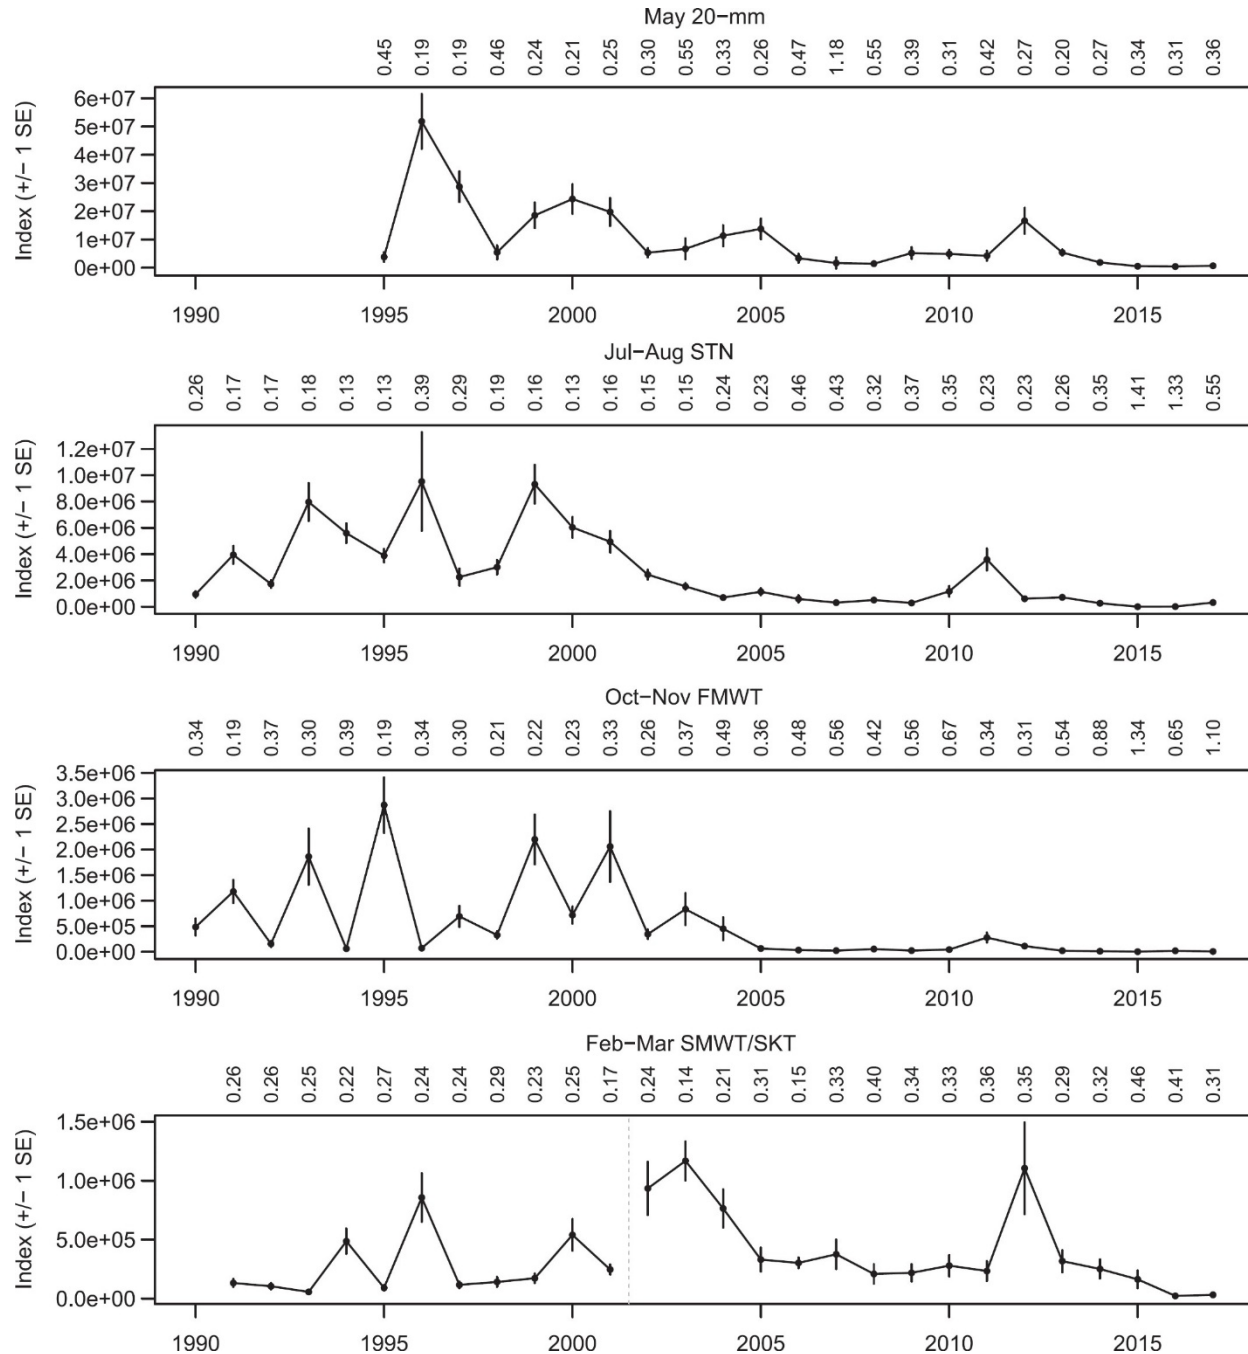 May 20−mm
0.45 0.19 0.19 0.46 0.24 0.21 0.25 0.30 0.55 0.33 0.26 0.47 1.18 0.55 0.39 0.31 0.42 0.27 0.20 0.27 0.34 0.31 0.36
Index (+/− 1 SE)
6e+07
5e+07
4e+07
3e+07
2e+07
1e+07
0e+00
1990 1995 2000 2005 2010 2015
Jul−Aug STN
0.26 0.17 0.17 0.18 0.13 0.13 0.39 0.29 0.19 0.16 0.13 0.16 0.15 0.15 0.24 0.23 0.46 0.43 0.32 0.37 0.35 0.23 0.23 0.26 0.35 1.41 1.33 0.55
Index (+/− 1 SE)
1.2e+07
1.0e+07
8.0e+06
6.0e+06
4.0e+06
2.0e+06
0.0e+00
1990 1995 2000 2005 2010 2015
Oct−Nov FMWT
0.34 0.19 0.37 0.30 0.39 0.19 0.34 0.30 0.21 0.22 0.23 0.33 0.26 0.37 0.49 0.36 0.48 0.56 0.42 0.56 0.67 0.34 0.31 0.54 0.88 1.34 0.65 1.10
Index (+/− 1 SE)
3.5e+06
3.0e+06
2.5e+06
2.0e+06
1.5e+06
1.0e+06
5.0e+05
0.0e+00
1990 1995 2000 2005 2010 2015
Feb−Mar SMWT/SKT
0.26 0.26 0.25 0.22 0.27 0.24 0.24 0.29 0.23 0.25 0.17 0.24 0.14 0.21 0.31 0.15 0.33 0.40 0.34 0.33 0.36 0.35 0.29 0.32 0.46 0.41 0.31
Index (+/− 1 SE)
1.5e+06
1.0e+06
5.0e+05
0.0e+00
1990 1995 2000 2005 2010 2015